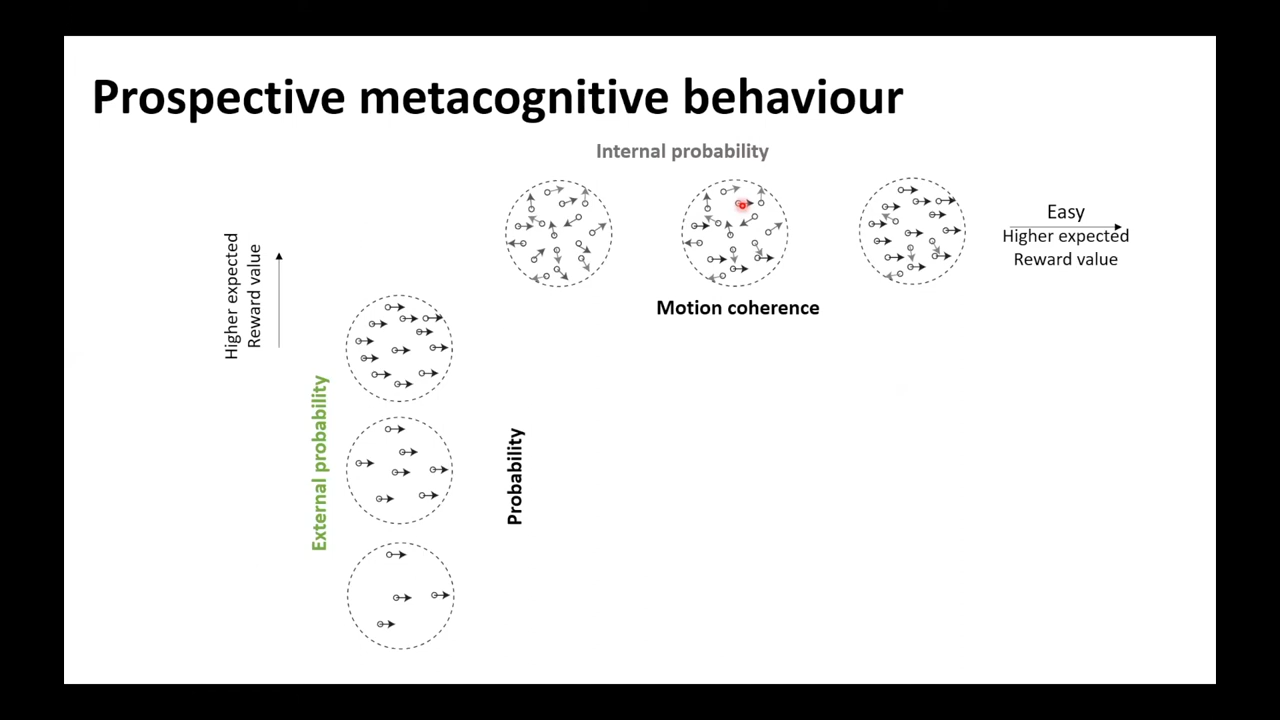 Prospective metacognitive behaviour
Internal probability
Easy
Higher expected
Reward value
Motion coherence
Higher expected
Reward value
External probability
Probability